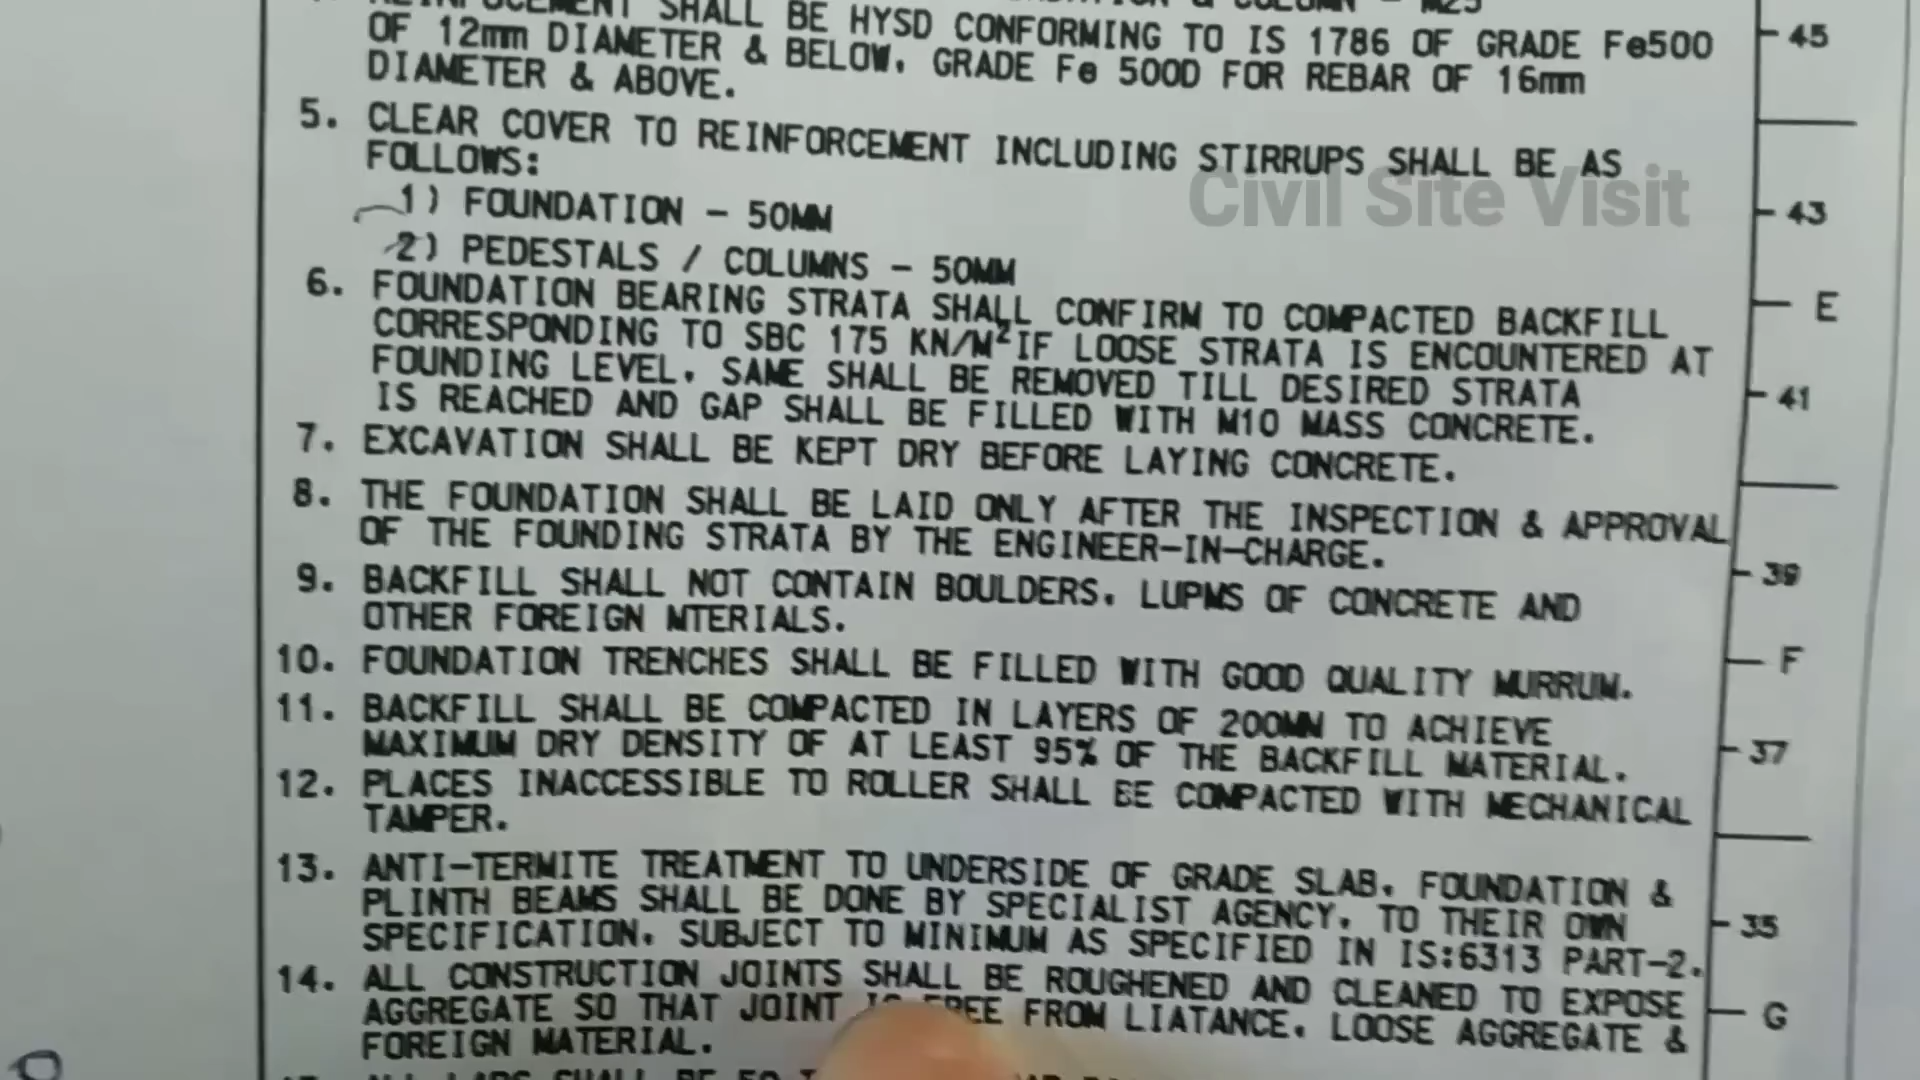 REINFOCEMENT SHALL BE HYSD CONFORMING TO IS 1786 OF GRADE Fe500
OF 12mm DIAMETER & BELOW. GRADE Fe 500D FOR REBAR OF 16mm
DIAMETER & ABOVE.
5. CLEAR COVER TO REINFORCEMENT INCLUDING STIRRUPS SHALL BE AS
FOLLOWS:
1) FOUNDATION - 50MM
2) PEDESTALS / COLUMNS - 50MM
6. FOUNDATION BEARING STRATA SHALL CONFIRM TO COMPACTED BACKFILL
CORRESPONDING TO SBC 175 KN/M² IF LOOSE STRATA IS ENCOUNTERED AT
FOUNDING LEVEL. SAME SHALL BE REMOVED TILL DESIRED STRATA
IS REACHED AND GAP SHALL BE FILLED WITH M10 MASS CONCRETE.
7. EXCAVATION SHALL BE KEPT DRY BEFORE LAYING CONCRETE.
8. THE FOUNDATION SHALL BE LAID ONLY AFTER THE INSPECTION & APPROVAL
OF THE FOUNDING STRATA BY THE ENGINEER-IN-CHARGE.
9. BACKFILL SHALL NOT CONTAIN BOULDERS. LUPMS OF CONCRETE AND
OTHER FOREIGN MTERIALS.
10. FOUNDATION TRENCHES SHALL BE FILLED WITH GOOD QUALITY MURRUM.
11. BACKFILL SHALL BE COMPACTED IN LAYERS OF 200MM TO ACHIEVE
MAXIMUM DRY DENSITY OF AT LEAST 95% OF THE BACKFILL MATERIAL.
12. PLACES INACCESSIBLE TO ROLLER SHALL BE COMPACTED WITH MECHANICAL
TAMPER.
13. ANTI-TERMITE TREATMENT TO UNDERSIDE OF GRADE SLAB. FOUNDATION &
PLINTH BEAMS SHALL BE DONE BY SPECIALIST AGENCY. TO THEIR OWN
SPECIFICATION. SUBJECT TO MINIMUM AS SPECIFIED IN IS:6313 PART-2.
14. ALL CONSTRUCTION JOINTS SHALL BE ROUGHENED AND CLEANED TO EXPOSE
AGGREGATE SO THAT JOINT IS FREE FROM LIATANCE. LOOSE AGGREGATE &
FOREIGN MATERIAL.
ALL LAPS SHALL BE
Civil Site Visit
45
43
E
41
39
F
37
35
G